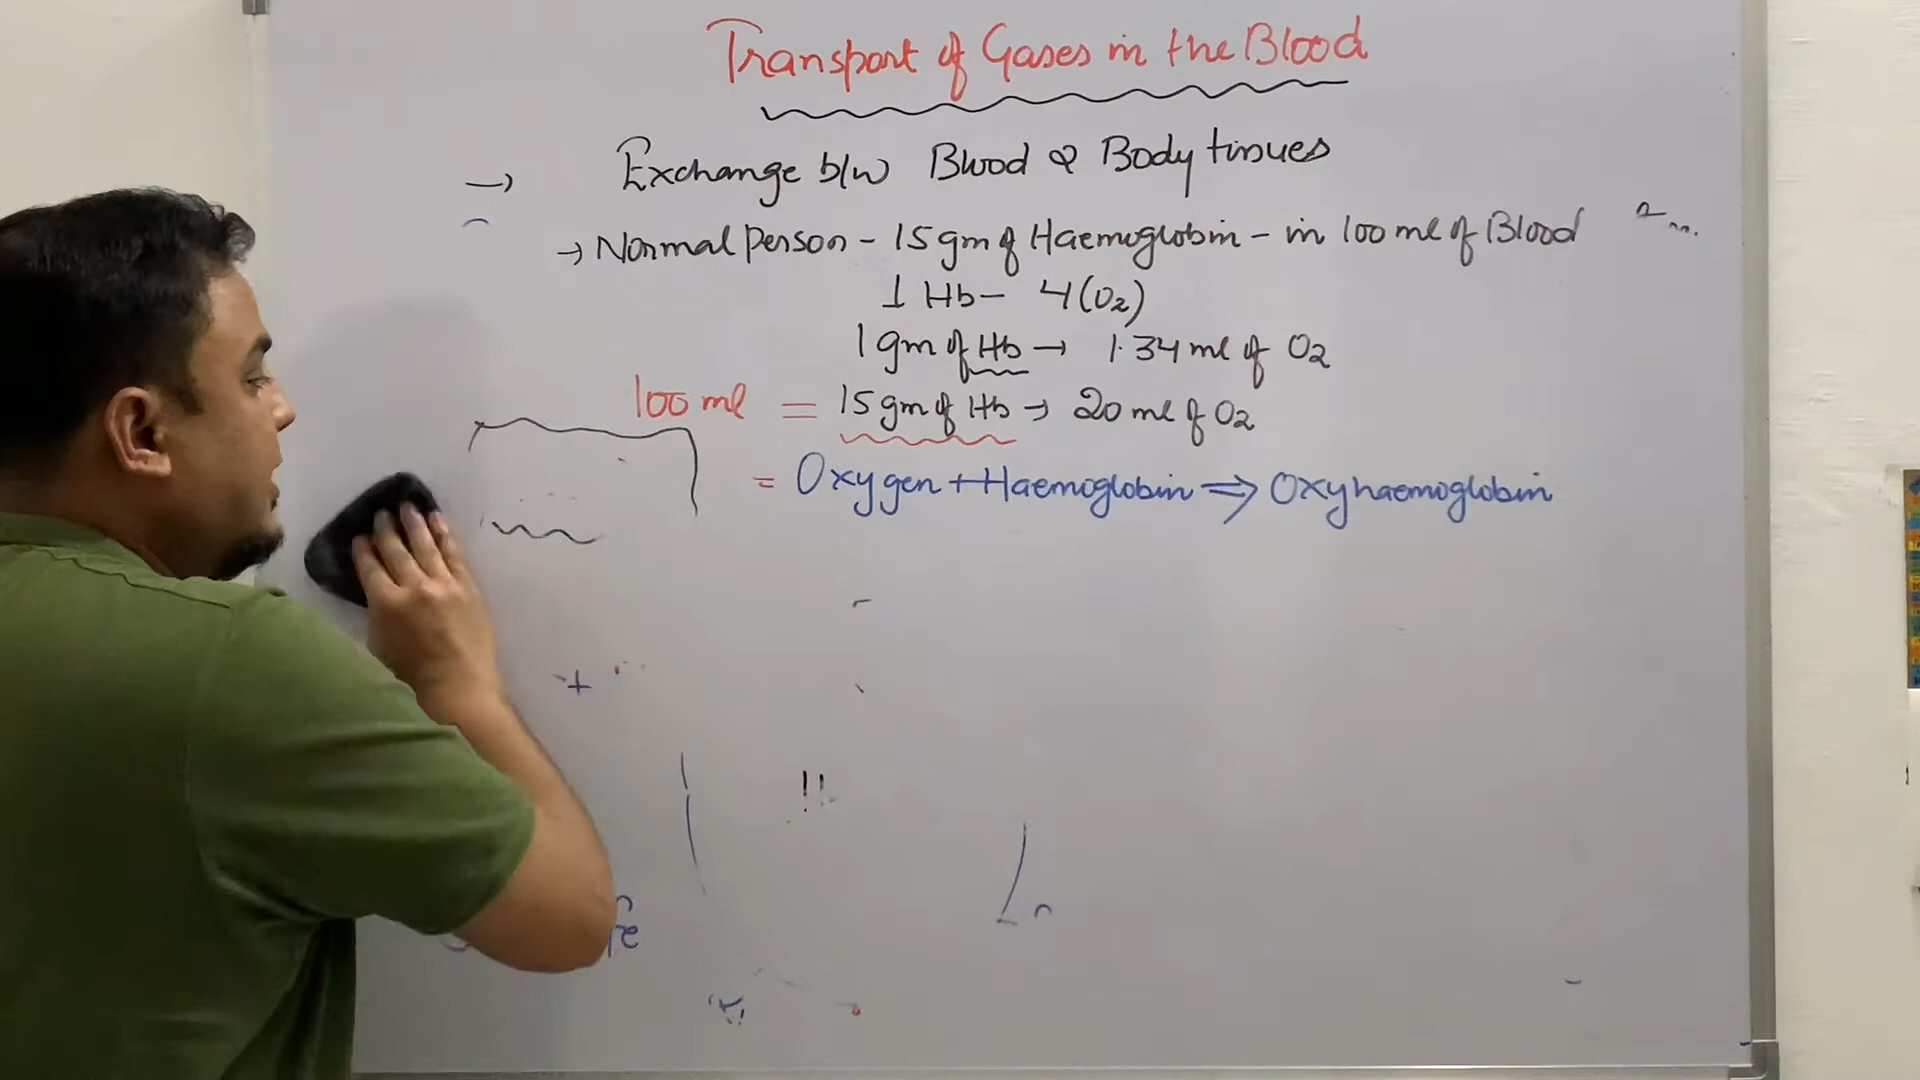 Transport of Gases in the Blood
→ Exchange b/w Blood & Body tissues
→ Normal Person - 15 gm of Haemoglobin - in 100 ml of Blood
1 Hb - 4(O2)
1 gm of Hb → 1.34 ml of O2
100 ml = 15 gm of Hb → 20 ml of O2
= Oxygen + Haemoglobin ⇒ Oxyhaemoglobin